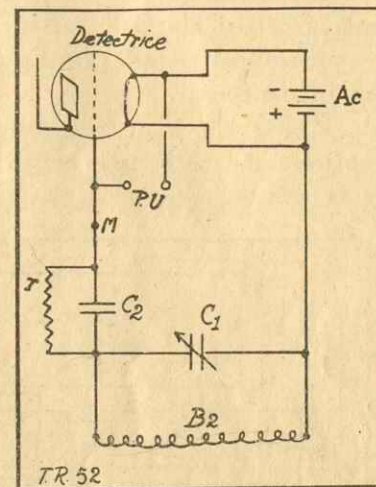 Detectrice
- Ac
+
P.U
M
r
C2 C1
B2
T.R. 52